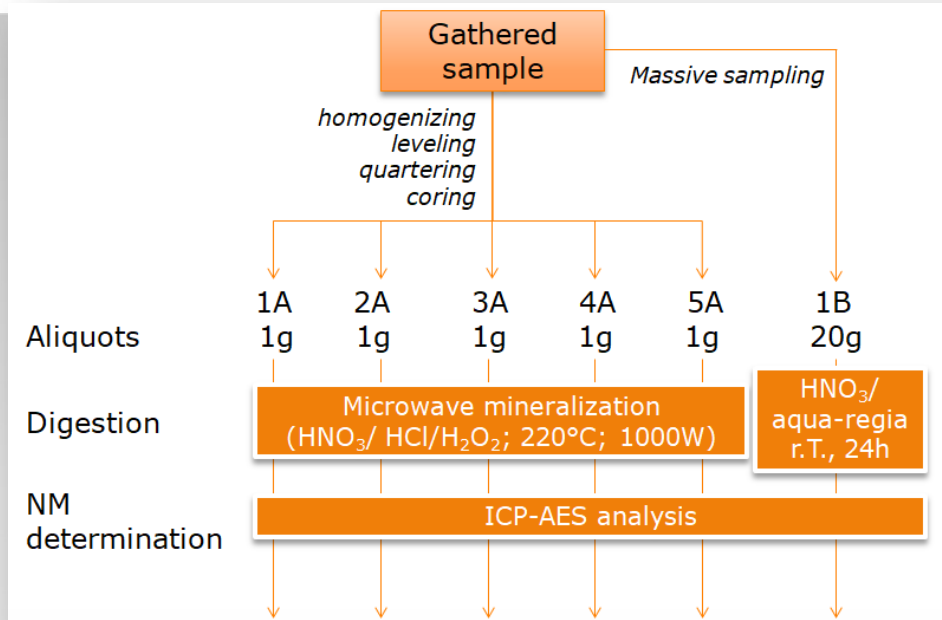 Gathered
sample
Massive sampling
homogenizing
leveling
quartering
coring
1A 2A 3A 4A 5A 1B
Aliquots 1g 1g 1g 1g 1g 20g
Digestion
Microwave mineralization
(HNO₃/ HCl/H₂O₂; 220°C; 1000W)
HNO₃/
aqua-regia
r.T., 24h
NM
determination
ICP-AES analysis